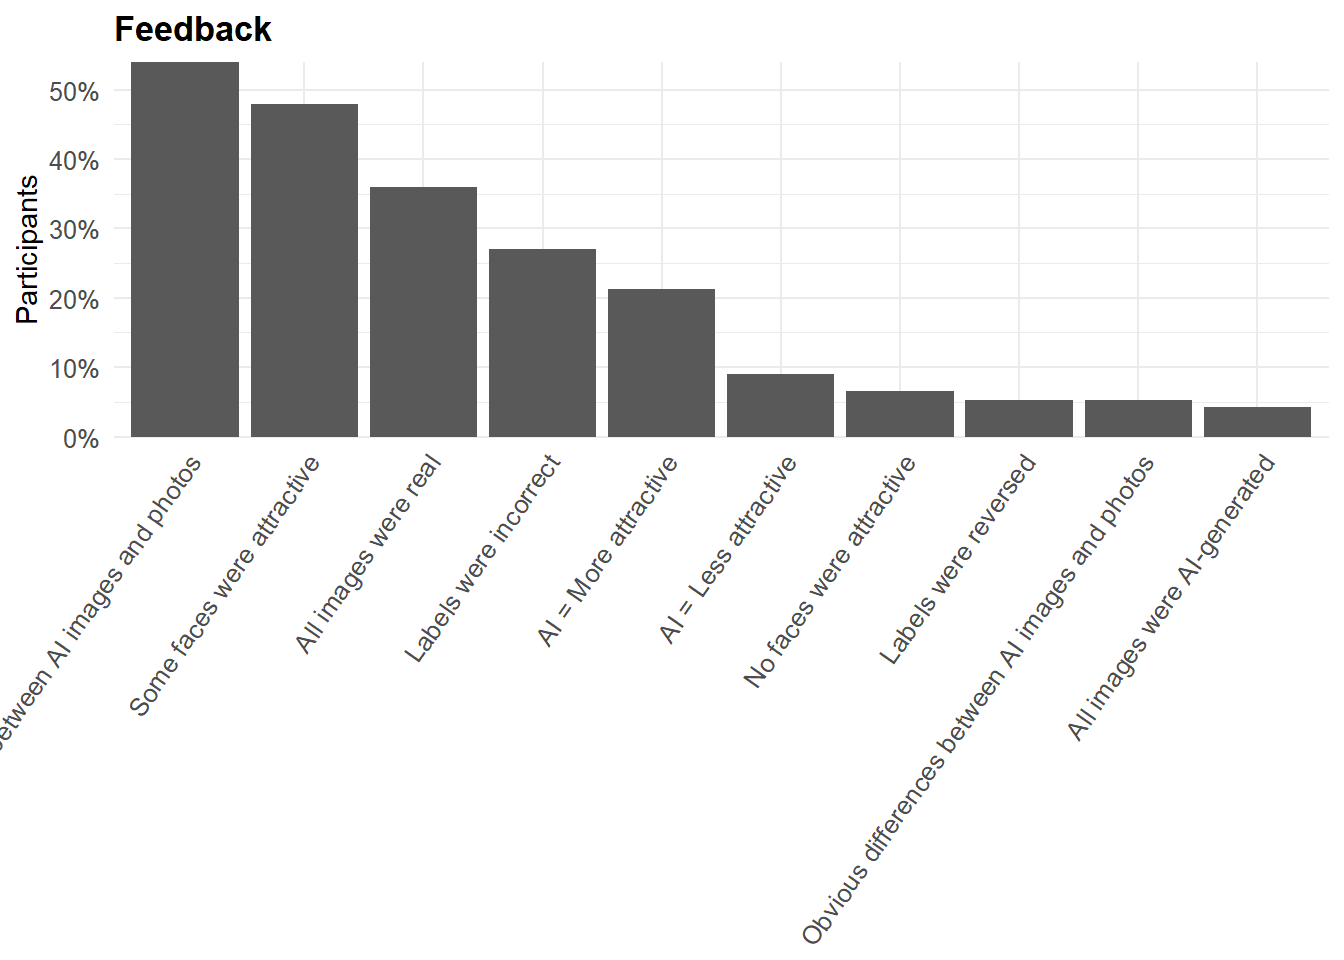 Feedback
Participants
50%
40%
30%
20%
10%
0%
between AI images and photos
Some faces were attractive
All images were real
Labels were incorrect
AI = More attractive
AI = Less attractive
No faces were attractive
Labels were reversed
Obvious differences between AI images and photos
All images were AI-generated